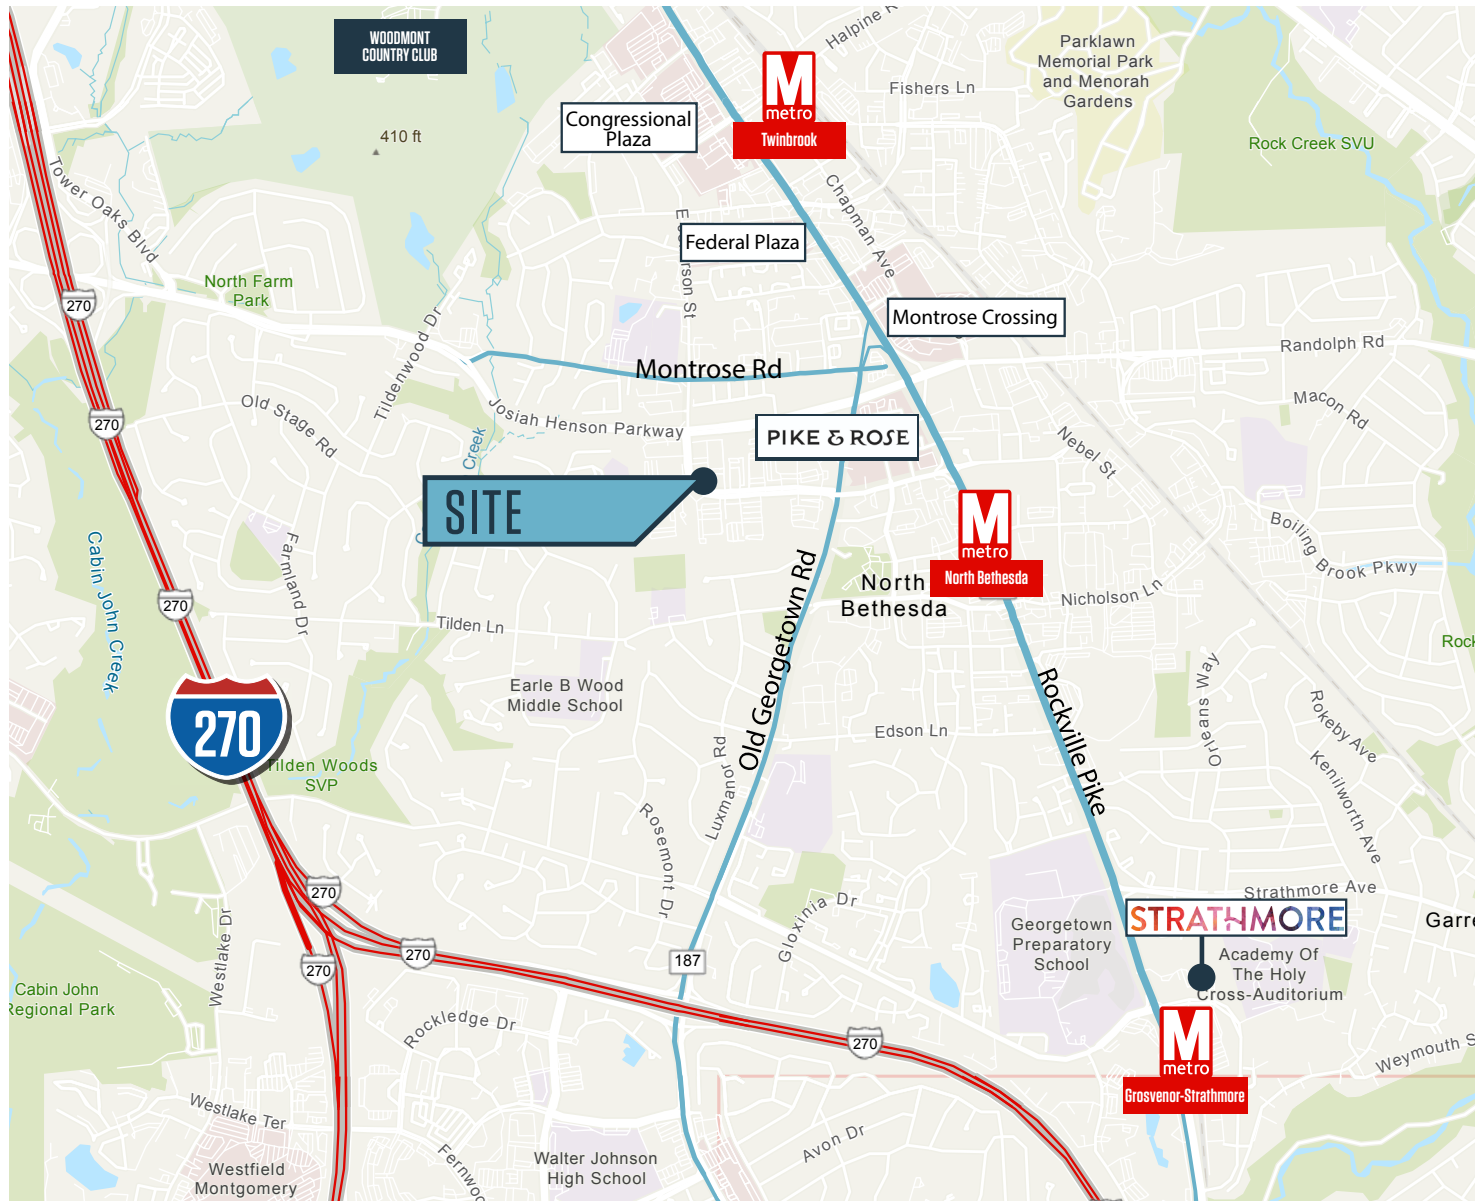 WOODMONT
COUNTRY CLUB
410 ft
Congressional
Plaza
M
metro
Twinbrook
Fishers Ln
Parklawn
Memorial Park
and Menorah
Gardens
Rock Creek SVU
Tower Oaks Blvd
Chapman Ave
Federal Plaza
North Farm
Park
270
Tildenwood Dr
Montrose Crossing
Randolph Rd
Montrose Rd
Macon Rd
Old Stage Rd
270
Josiah Henson Parkway
PIKE & ROSE
Nebel St
Creek
SITE
M
metro
North Bethesda
Boiling Brook Pkwy
Cabin John Creek
Farmland Dr
270
North
Bethesda
Nicholson Ln
Tilden Ln
Old Georgetown Rd
Earle B Wood
Middle School
Orleans Way
Rokeby Ave
Rockville Pike
270
Edson Ln
Luxmanor Rd
Kenilworth Ave
Tilden Woods
SVP
Rosemont Dr
Strathmore Ave
270
Gloxinia Dr
STRATHMORE
Georgetown
Preparatory
School
Westlake Dr
270
270
187
Academy Of
The Holy
Cross-Auditorium
Cabin John
Regional Park
Rockledge Dr
270
M
metro
Grosvenor-Strathmore
Weymouth S
Westlake Ter
Avon Dr
Westfield
Montgomery
Walter Johnson
High School